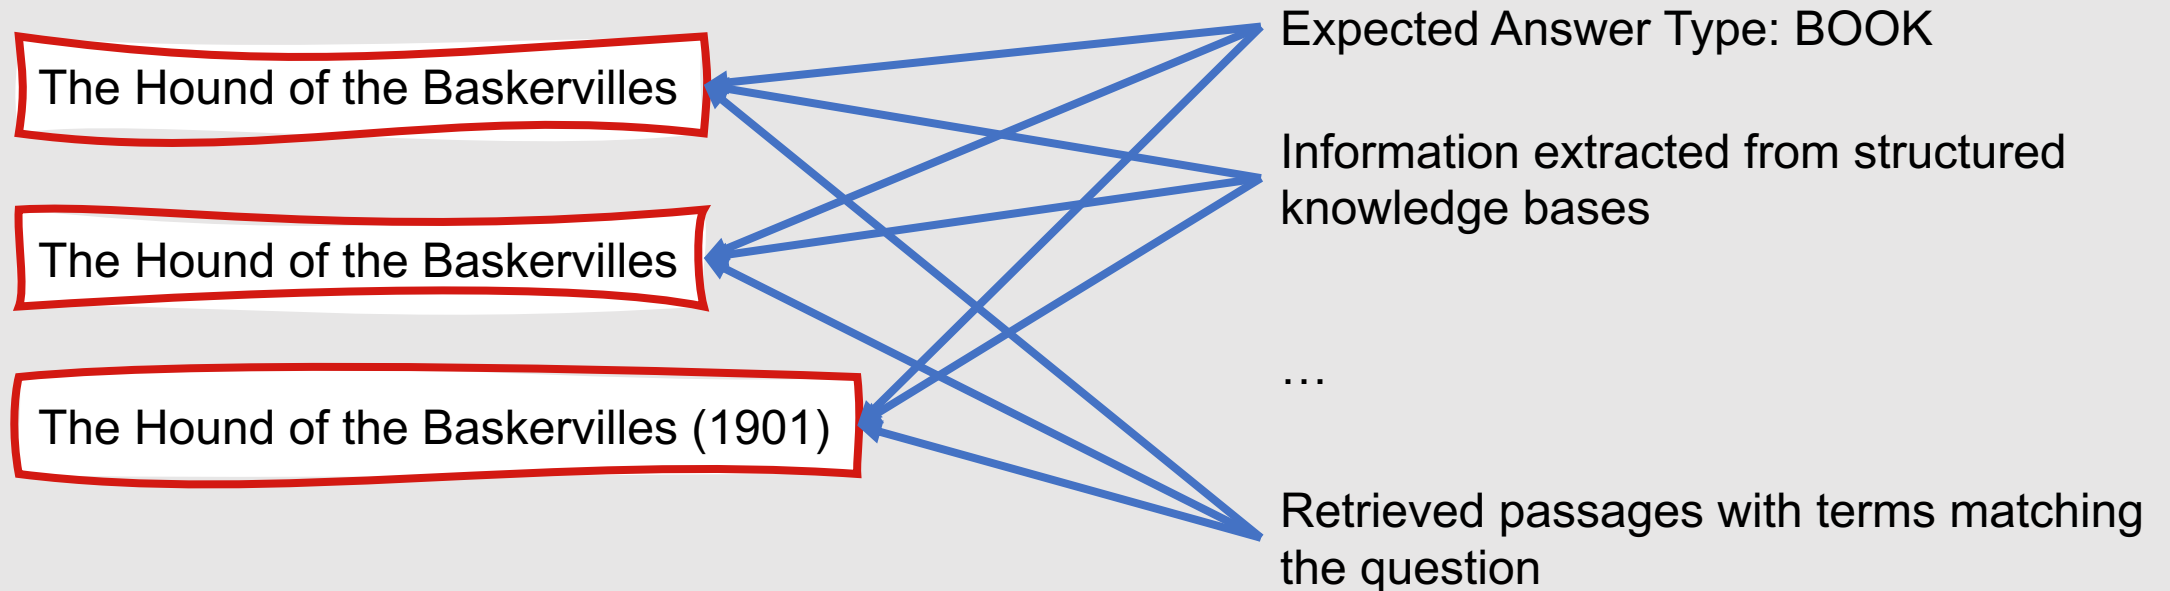 The Hound of the Baskervilles
The Hound of the Baskervilles
The Hound of the Baskervilles (1901)
Expected Answer Type: BOOK
Information extracted from structured
knowledge bases
…
Retrieved passages with terms matching
the question